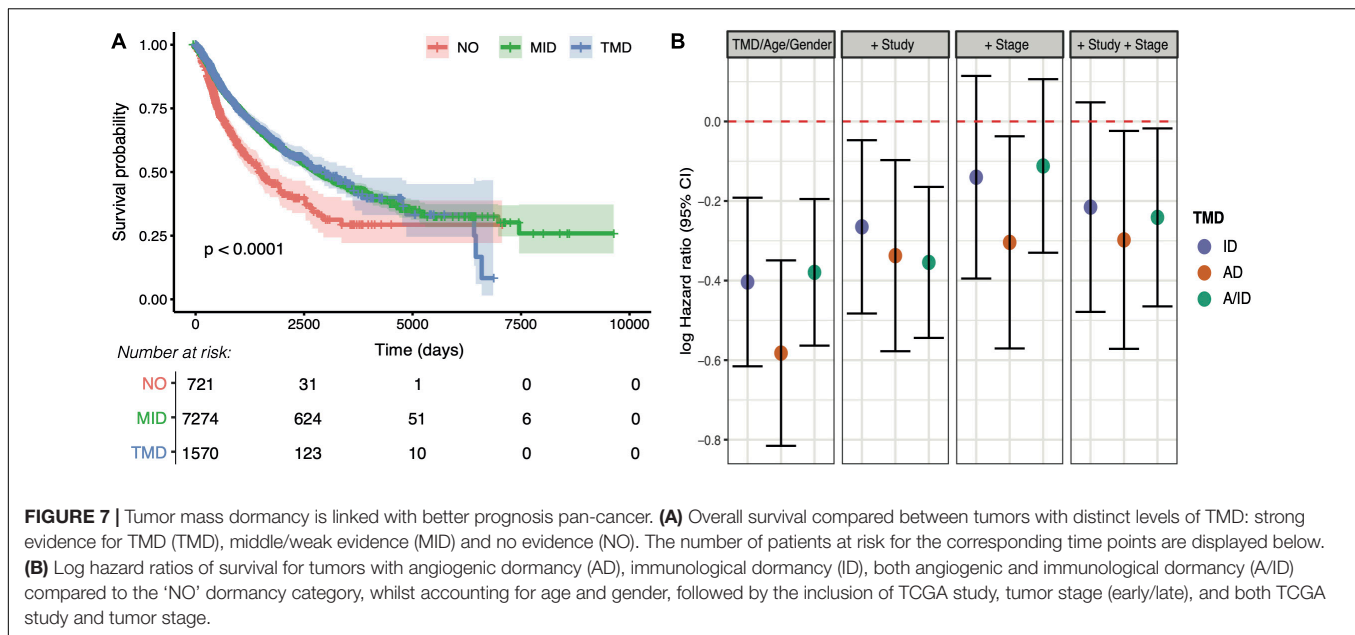 A
NO MID TMD
1.00
0.75
0.50
0.25
0.00
Survival probability
p < 0.0001
0 2500 5000 7500 10000
Time (days)
Number at risk:
NO 721 31 1 0 0
MID 7274 624 51 6 0
TMD 1570 123 10 0 0
B
TMD/Age/Gender + Study + Stage + Study + Stage
0.0
−0.2
−0.4
−0.6
−0.8
log Hazard ratio (95% CI)
TMD
ID
AD
A/ID
FIGURE 7 | Tumor mass dormancy is linked with better prognosis pan-cancer. (A) Overall survival compared between tumors with distinct levels of TMD: strong
evidence for TMD (TMD), middle/weak evidence (MID) and no evidence (NO). The number of patients at risk for the corresponding time points are displayed below.
(B) Log hazard ratios of survival for tumors with angiogenic dormancy (AD), immunological dormancy (ID), both angiogenic and immunological dormancy (A/ID)
compared to the ‘NO’ dormancy category, whilst accounting for age and gender, followed by the inclusion of TCGA study, tumor stage (early/late), and both TCGA
study and tumor stage.